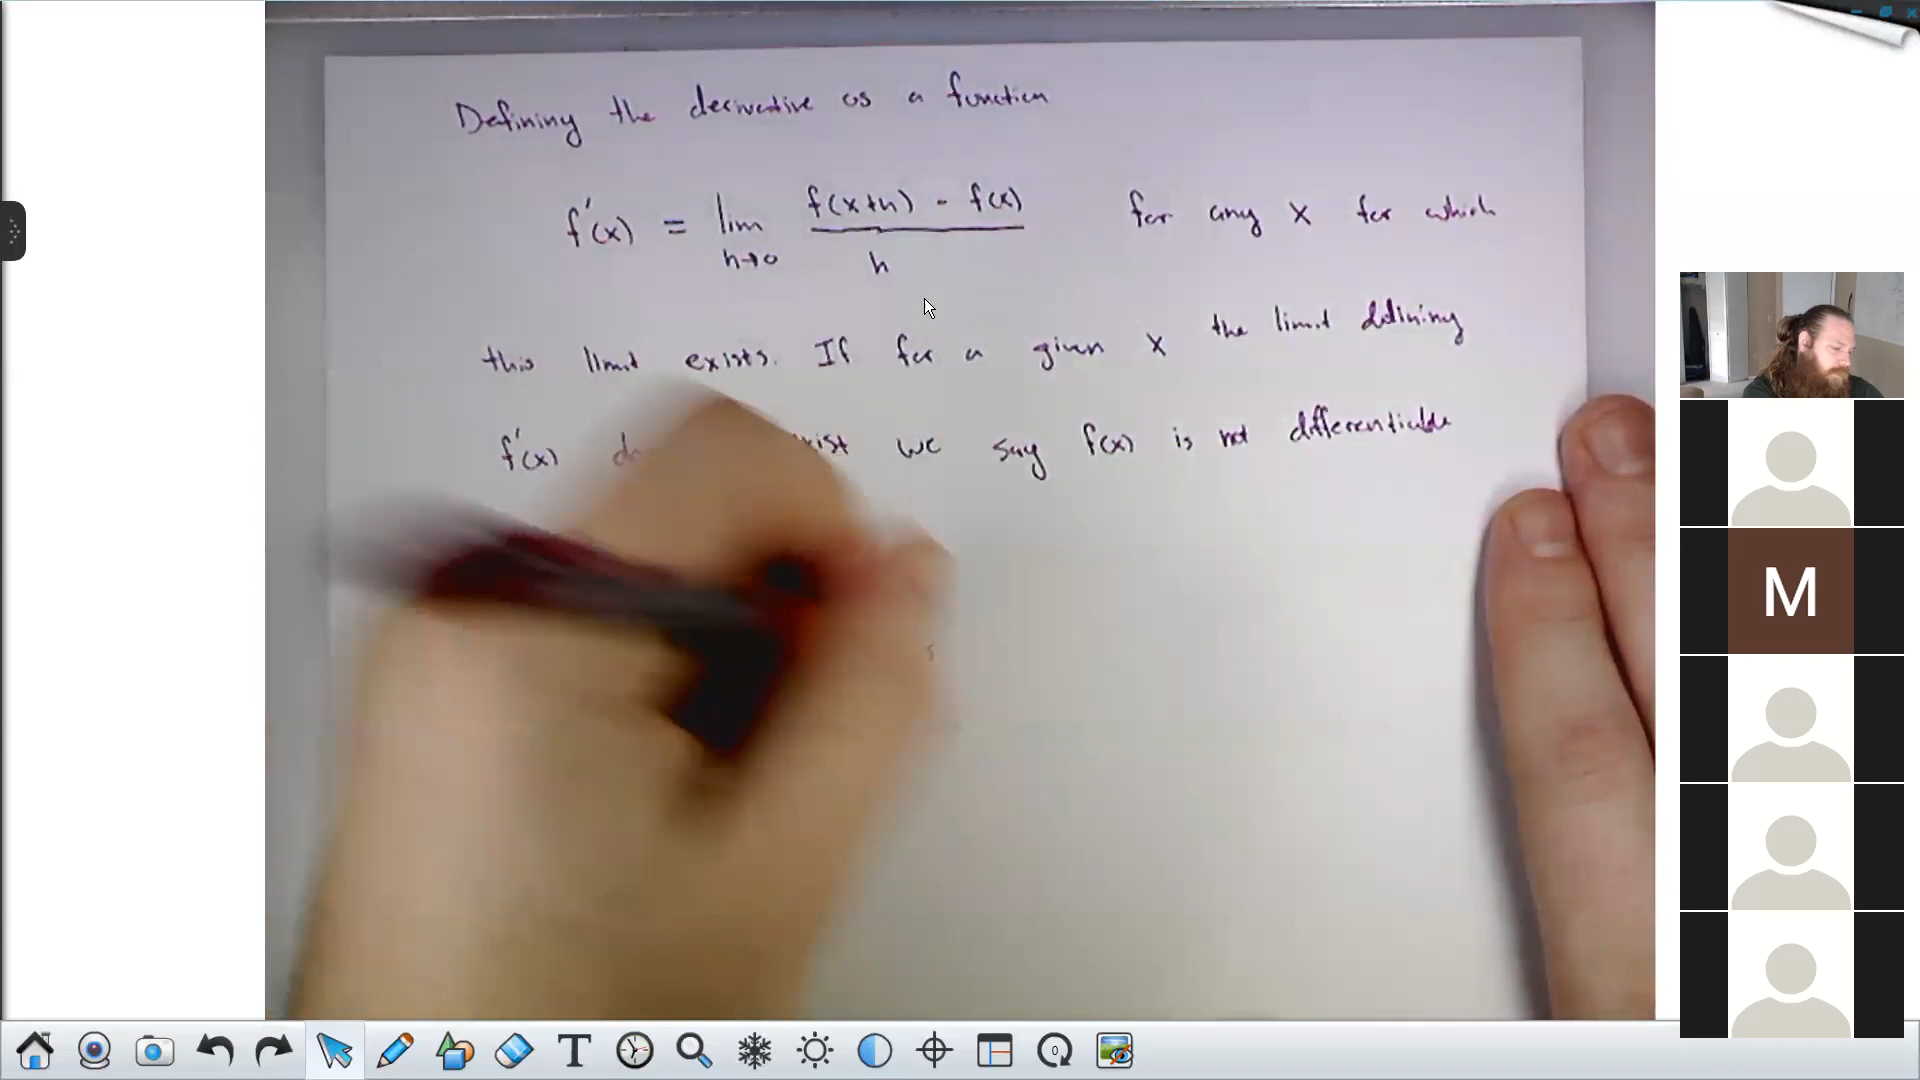 Defining the derivative as a function
f'(x) = lim h→0 f(x+h) - f(x) / h for any x for which
this limit exists. If for a given x the limit defining
f'(x) we say f(x) is not differentiable
M
T
0